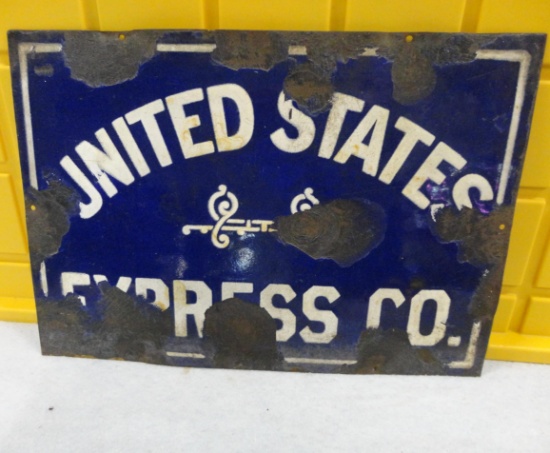 UNITED STATES
EXPRESS CO.